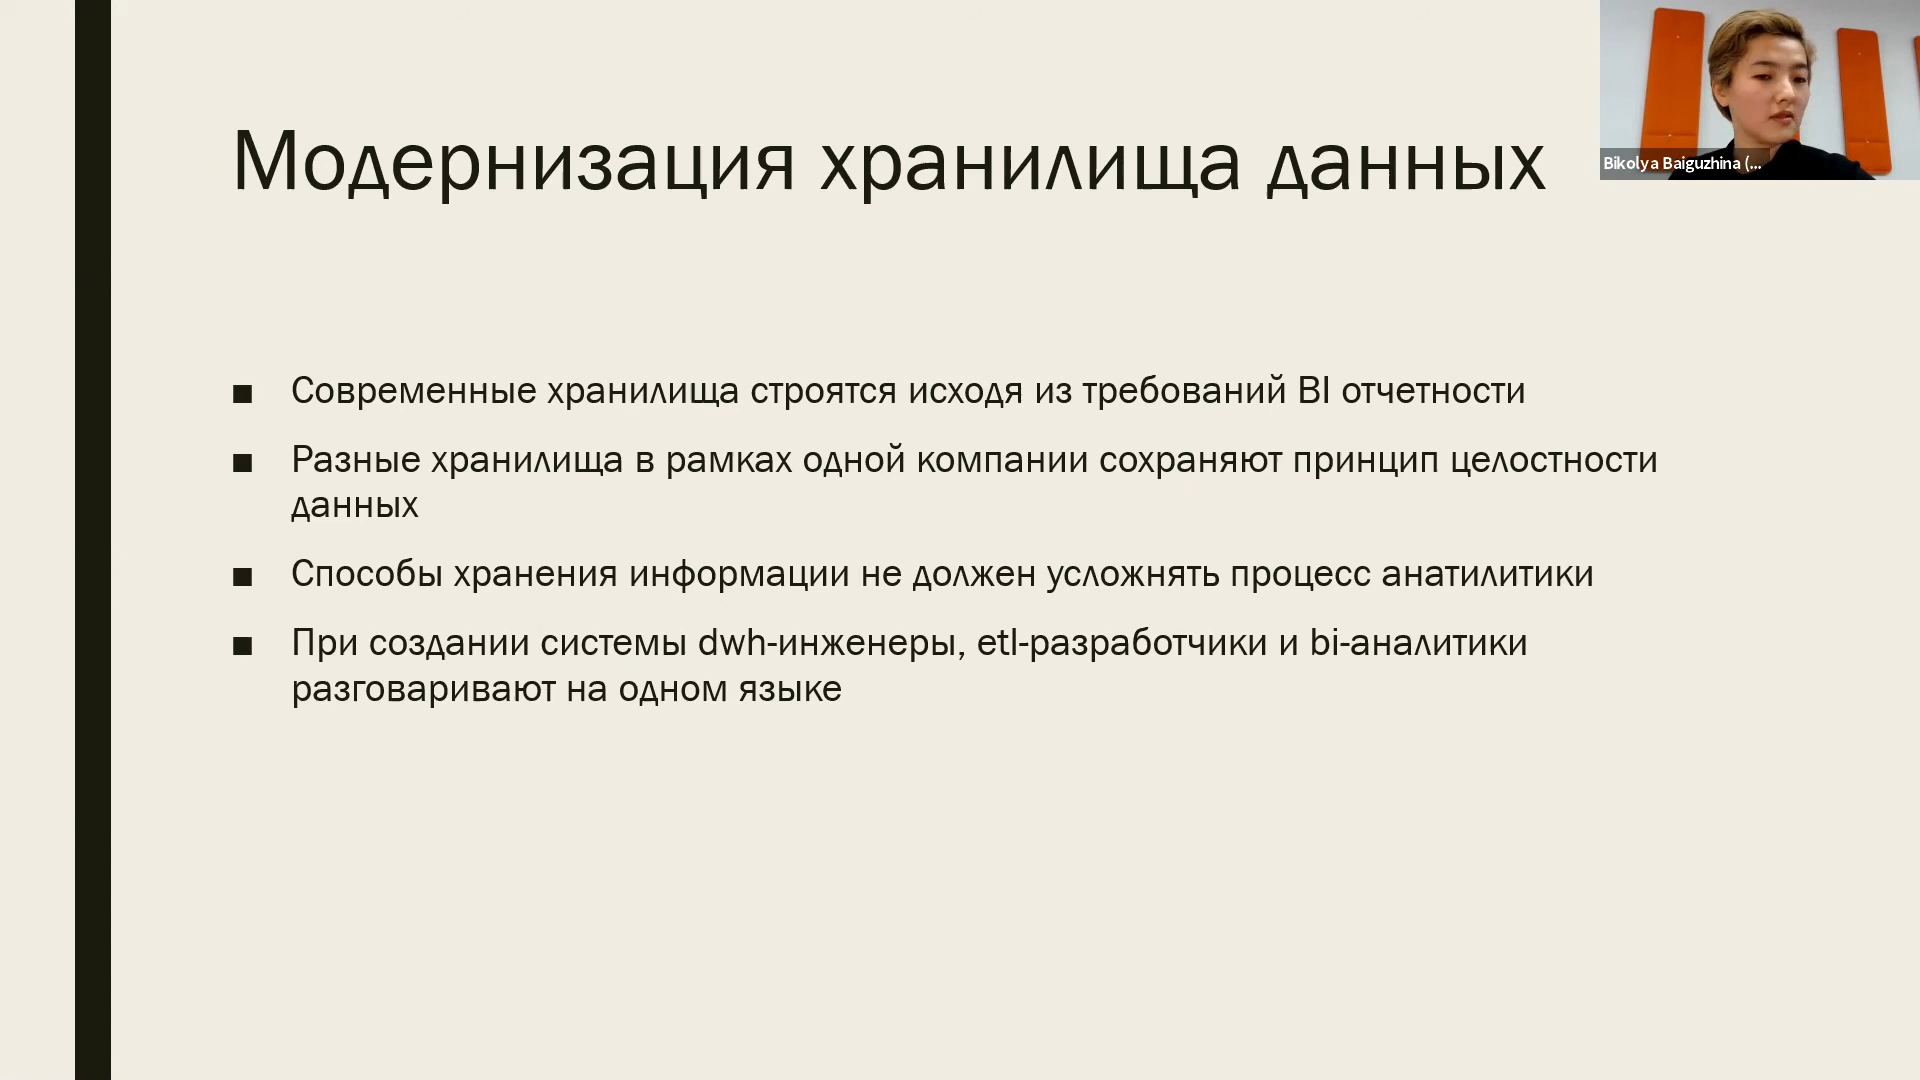 Модернизация хранилища данных
Bikolya Baiguzhina (...
■ Современные хранилища строятся исходя из требований BI отчетности
■ Разные хранилища в рамках одной компании сохраняют принцип целостности
данных
■ Способы хранения информации не должен усложнять процесс анатилитики
■ При создании системы dwh-инженеры, etl-разработчики и bi-аналитики
разговаривают на одном языке